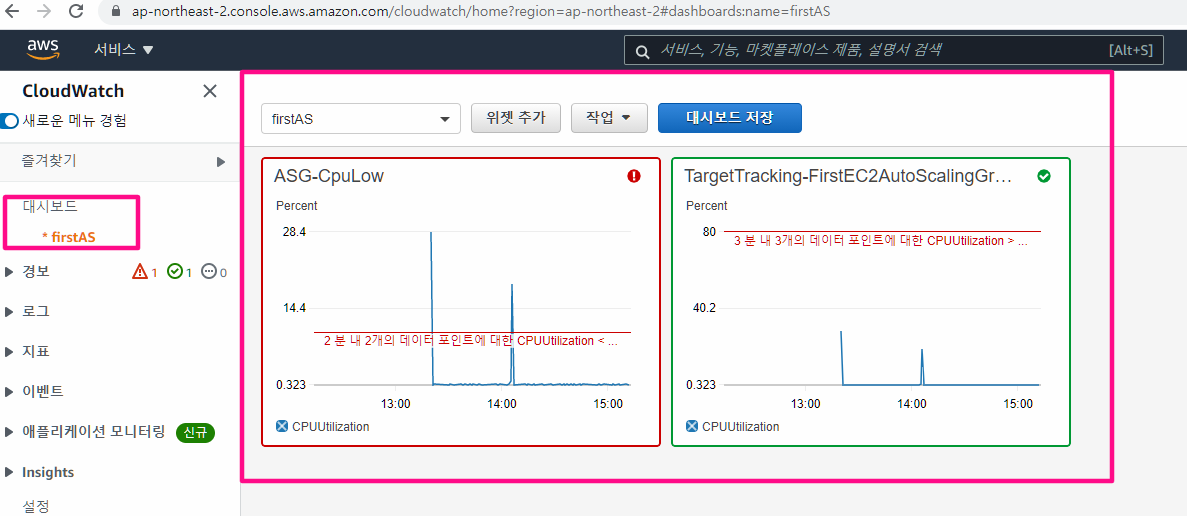 ap-northeast-2.console.aws.amazon.com/cloudwatch/home?region=ap-northeast-2#dashboards:name=firstAS
aws
서비스
서비스, 기능, 마켓플레이스 제품, 설명서 검색
[Alt+S]
CloudWatch
새로운 메뉴 경험
즐겨찾기
대시보드
* firstAS
경보 1 1 0
로그
지표
이벤트
애플리케이션 모니터링 신규
Insights
설정
firstAS
위젯 추가
작업
대시보드 저장
ASG-CpuLow
Percent
28.4
14.4
2 분 내 2개의 데이터 포인트에 대한 CPUUtilization < ...
0.323
13:00 14:00 15:00
CPUUtilization
TargetTracking-FirstEC2AutoScalingGr...
Percent
80
3 분 내 3개의 데이터 포인트에 대한 CPUUtilization > ...
40.2
0.323
13:00 14:00 15:00
CPUUtilization